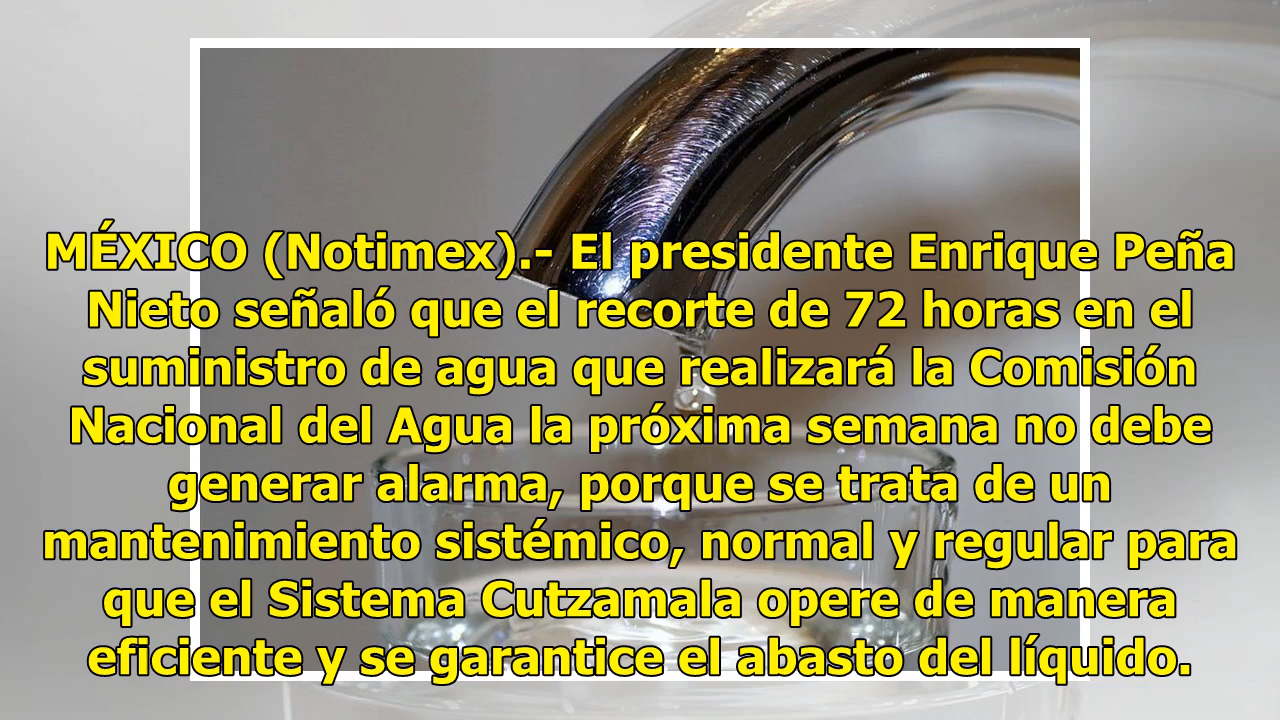 MÉXICO (Notimex).- El presidente Enrique Peña
Nieto señaló que el recorte de 72 horas en el
suministro de agua que realizará la Comisión
Nacional del Agua la próxima semana no debe
generar alarma, porque se trata de un
mantenimiento sistémico, normal y regular para
que el Sistema Cutzamala opere de manera
eficiente y se garantice el abasto del líquido.